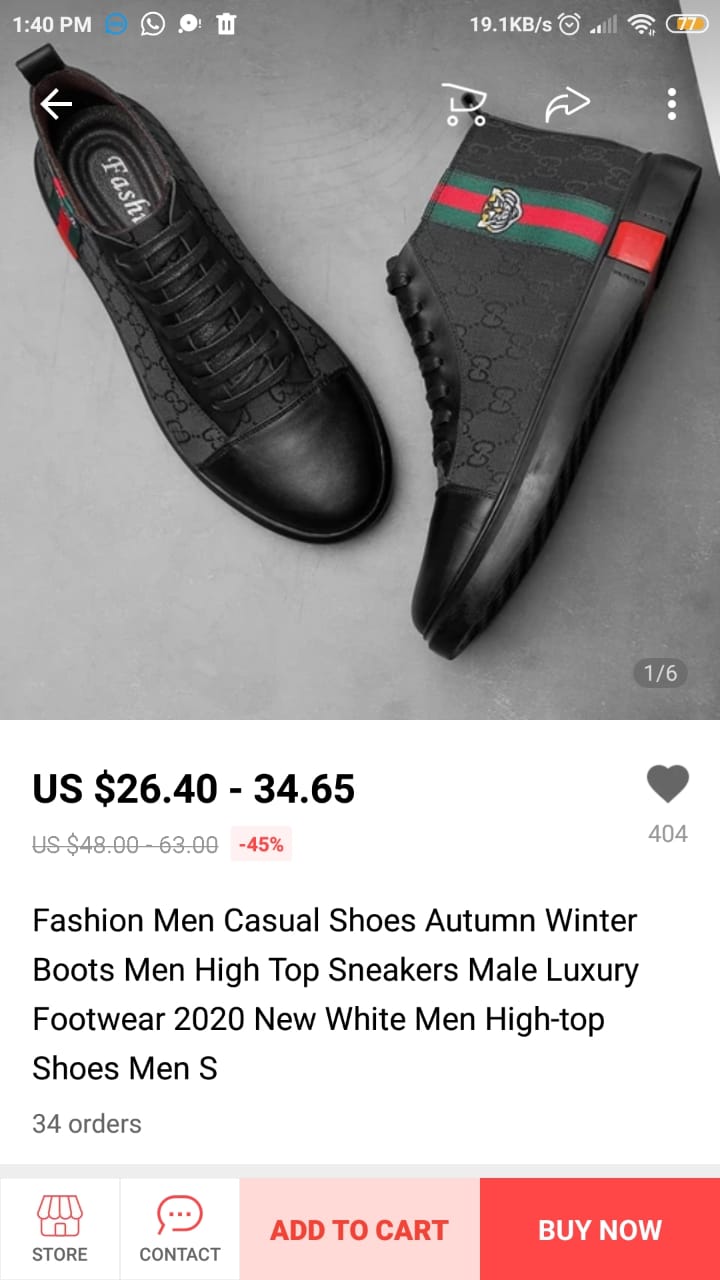 1:40 PM
19.1KB/s
77
Fashi
1/6
US $26.40 - 34.65
404
US $48.00 - 63.00
-45%
Fashion Men Casual Shoes Autumn Winter
Boots Men High Top Sneakers Male Luxury
Footwear 2020 New White Men High-top
Shoes Men S
34 orders
STORE
CONTACT
ADD TO CART
BUY NOW